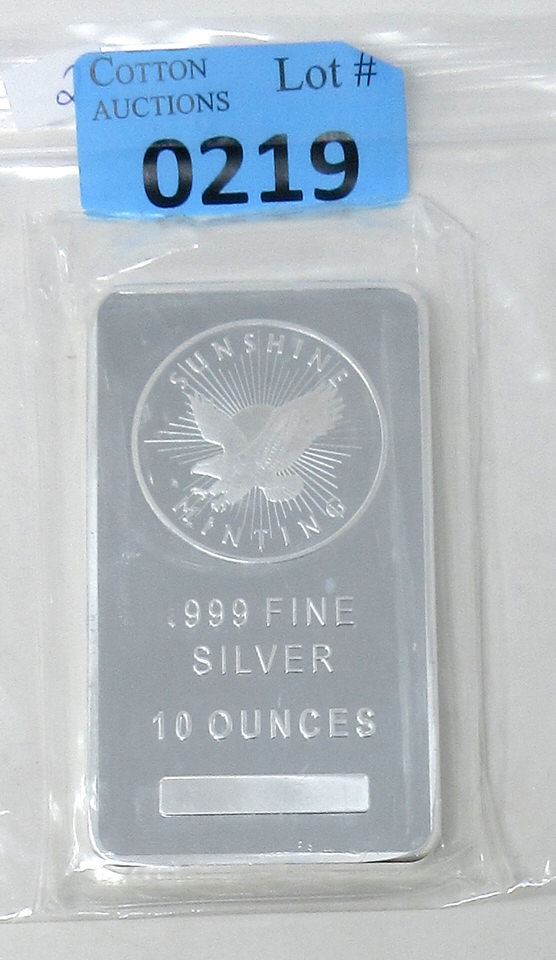 COTTON AUCTIONS
Lot #
0219
SUNSHINE
MINTING
.999 FINE
SILVER
10 OUNCES